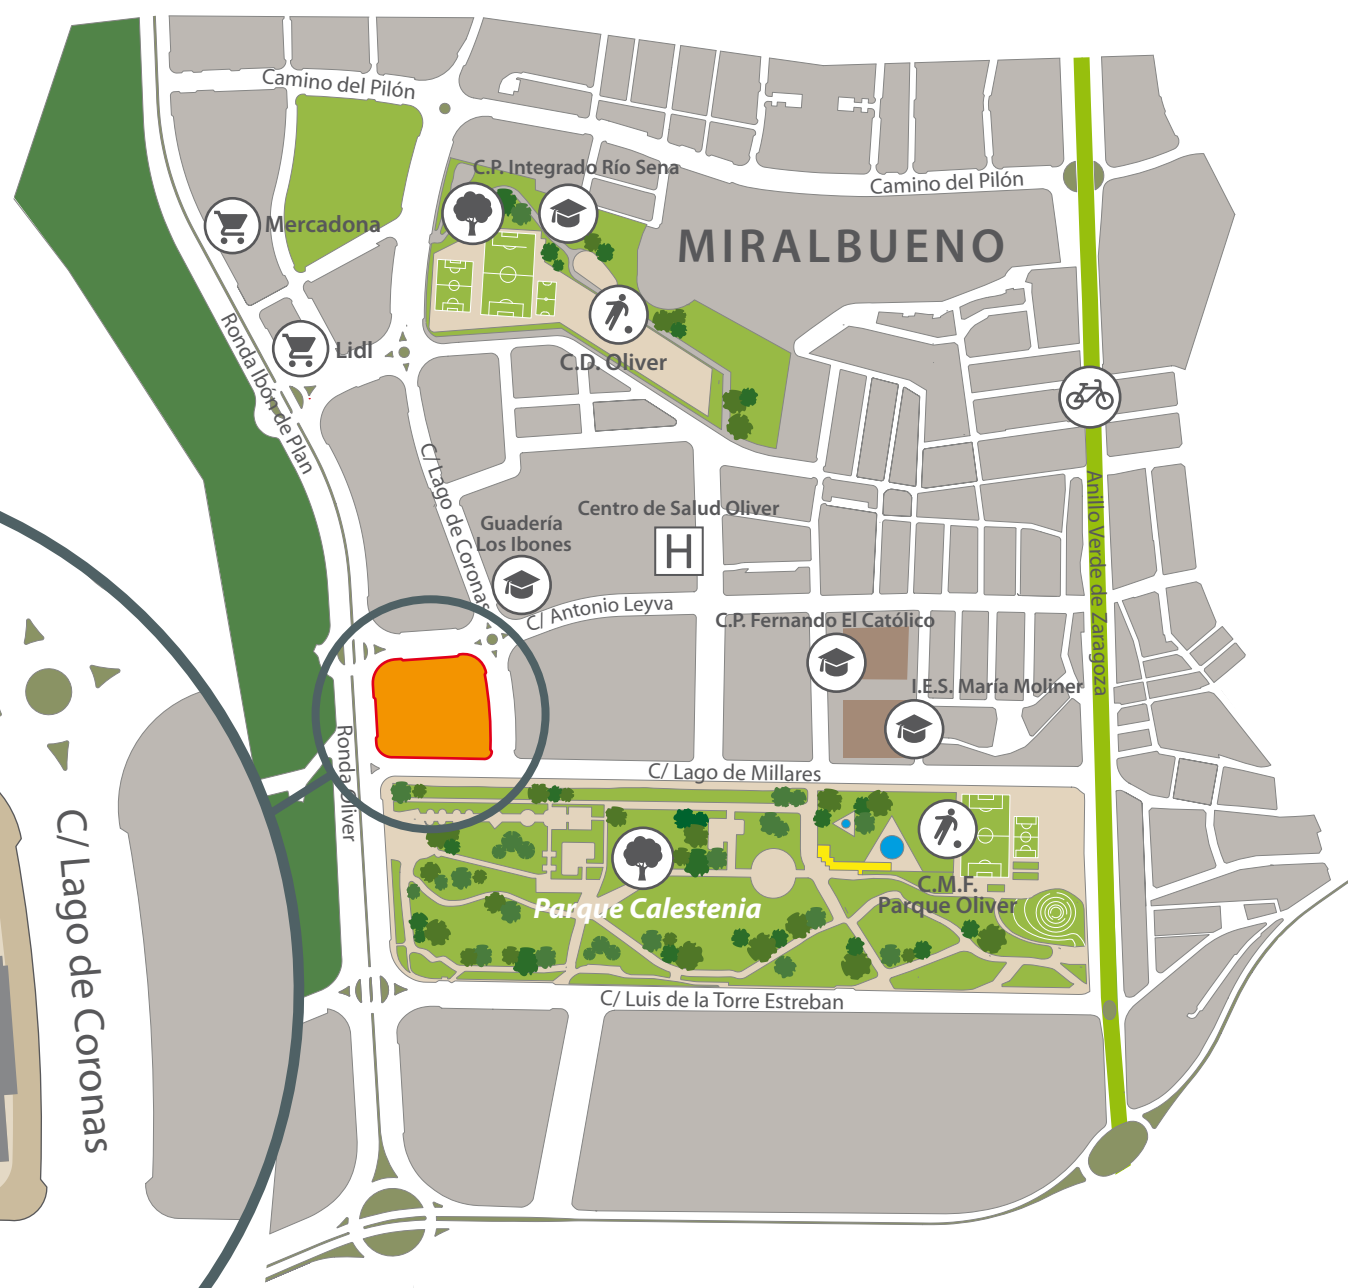 Camino del Pilón
C.P. Integrado Río Sena
Camino del Pilón
Mercadona
MIRALBUENO
Ronda Ibón de Plan
Lidl
C.D. Oliver
C/ Lago de Coronas
Centro de Salud Oliver
H
Guadería
Los Ibones
Anillo Verde de Zaragoza
C/ Antonio Leyva
C.P. Fernando El Católico
I.E.S. María Moliner
Ronda Oliver
C/ Lago de Millares
C/ Lago de Coronas
C.M.F.
Parque Oliver
Parque Calestenia
C/ Luis de la Torre Estreban